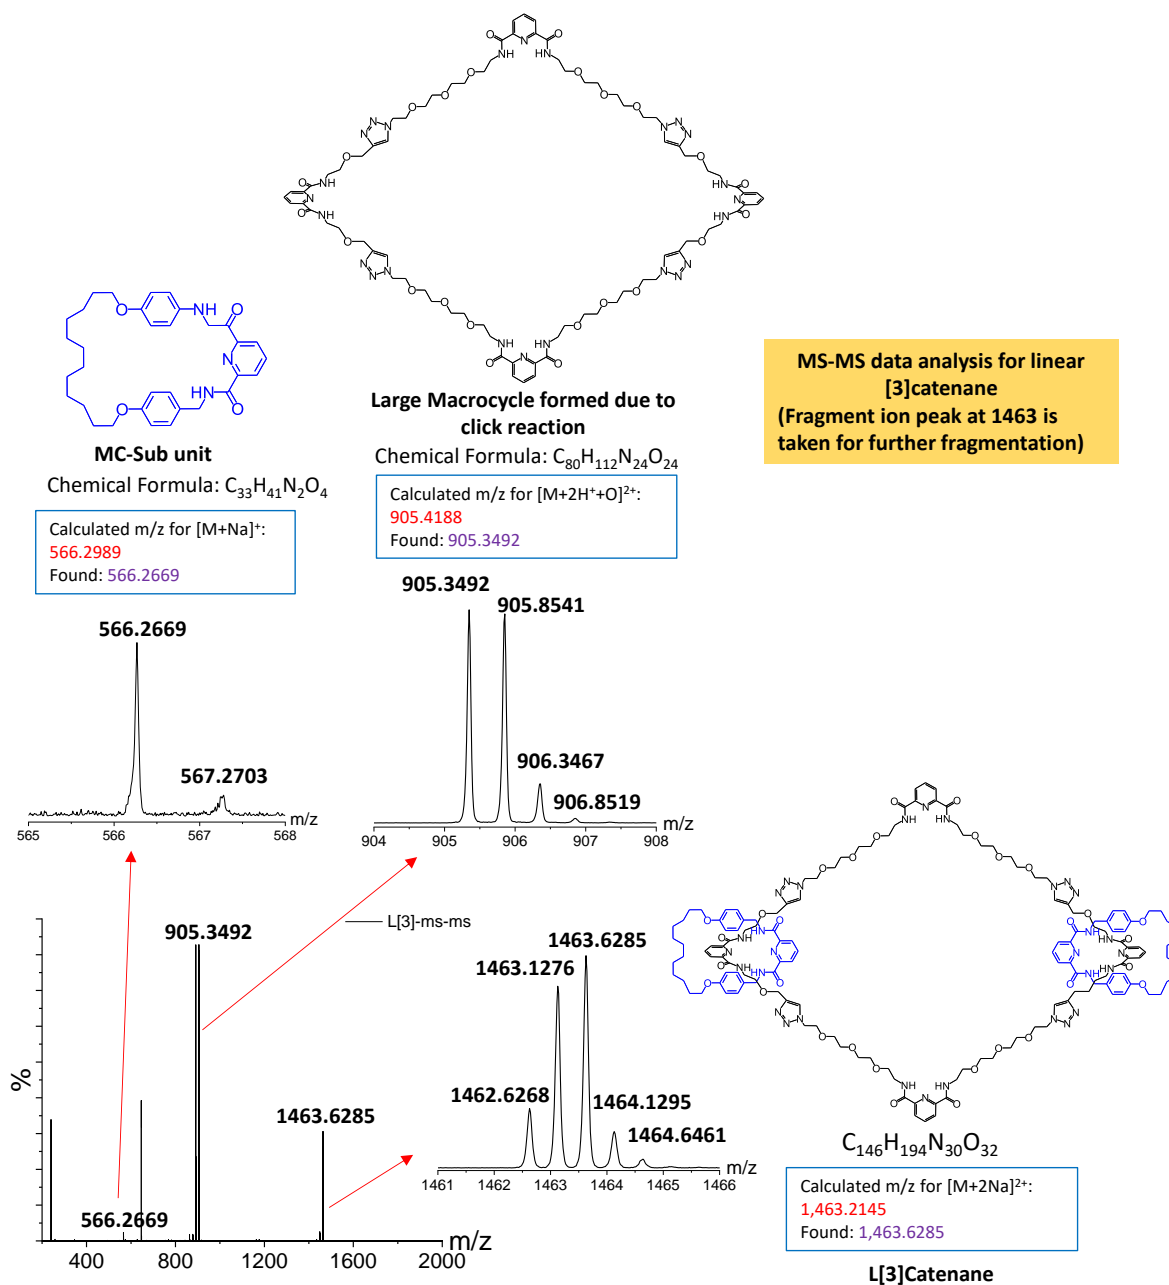 MS-MS data analysis for linear
[3]catenane
(Fragment ion peak at 1463 is
taken for further fragmentation)
MC-Sub unit
Chemical Formula: C33H41N2O4
Calculated m/z for [M+Na]+:
566.2989
Found: 566.2669
Large Macrocycle formed due to
click reaction
Chemical Formula: C80H112N24O24
Calculated m/z for [M+2H++O]2+:
905.4188
Found: 905.3492
566.2669
567.2703
565 566 567 568 m/z
905.3492
905.8541
906.3467
906.8519
904 905 906 907 908 m/z
L[3]-ms-ms
%
905.3492
566.2669
1463.6285
400 800 1200 1600 2000 m/z
1463.6285
1463.1276
1462.6268
1464.1295
1464.6461
1461 1462 1463 1464 1465 1466 m/z
C146H194N30O32
Calculated m/z for [M+2Na]2+:
1,463.2145
Found: 1,463.6285
L[3]Catenane